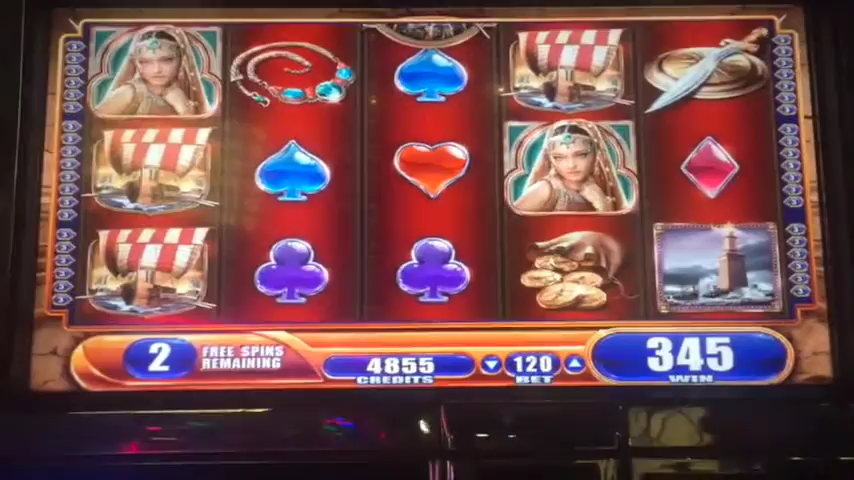 2 FREE SPINS REMAINING
4855 CREDITS
120 BET
345 WIN